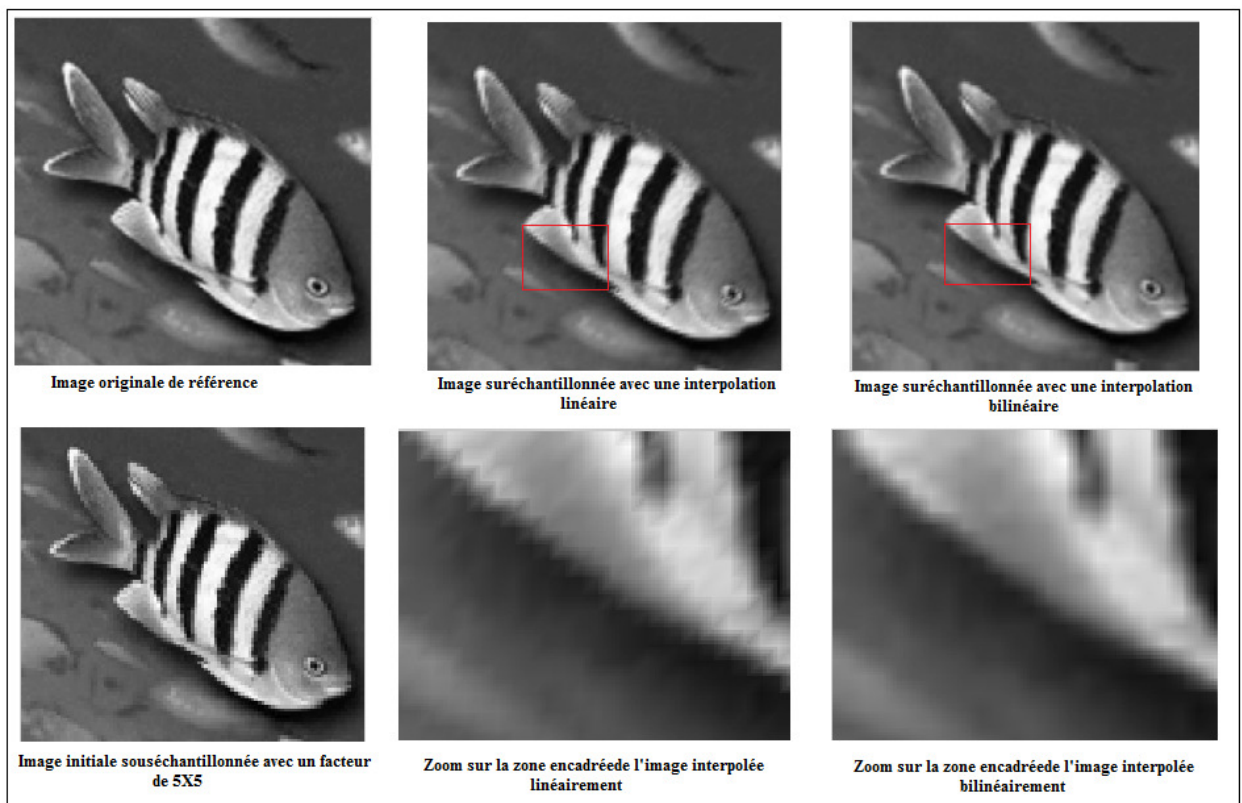 Image originale de référence
Image suréchantillonnée avec une interpolation
linéaire
Image suréchantillonnée avec une interpolation
bilinéaire
Image initiale souséchantillonnée avec un facteur
de 5X5
Zoom sur la zone encadréede l'image interpolée
linéairement
Zoom sur la zone encadréede l'image interpolée
bilinéairement